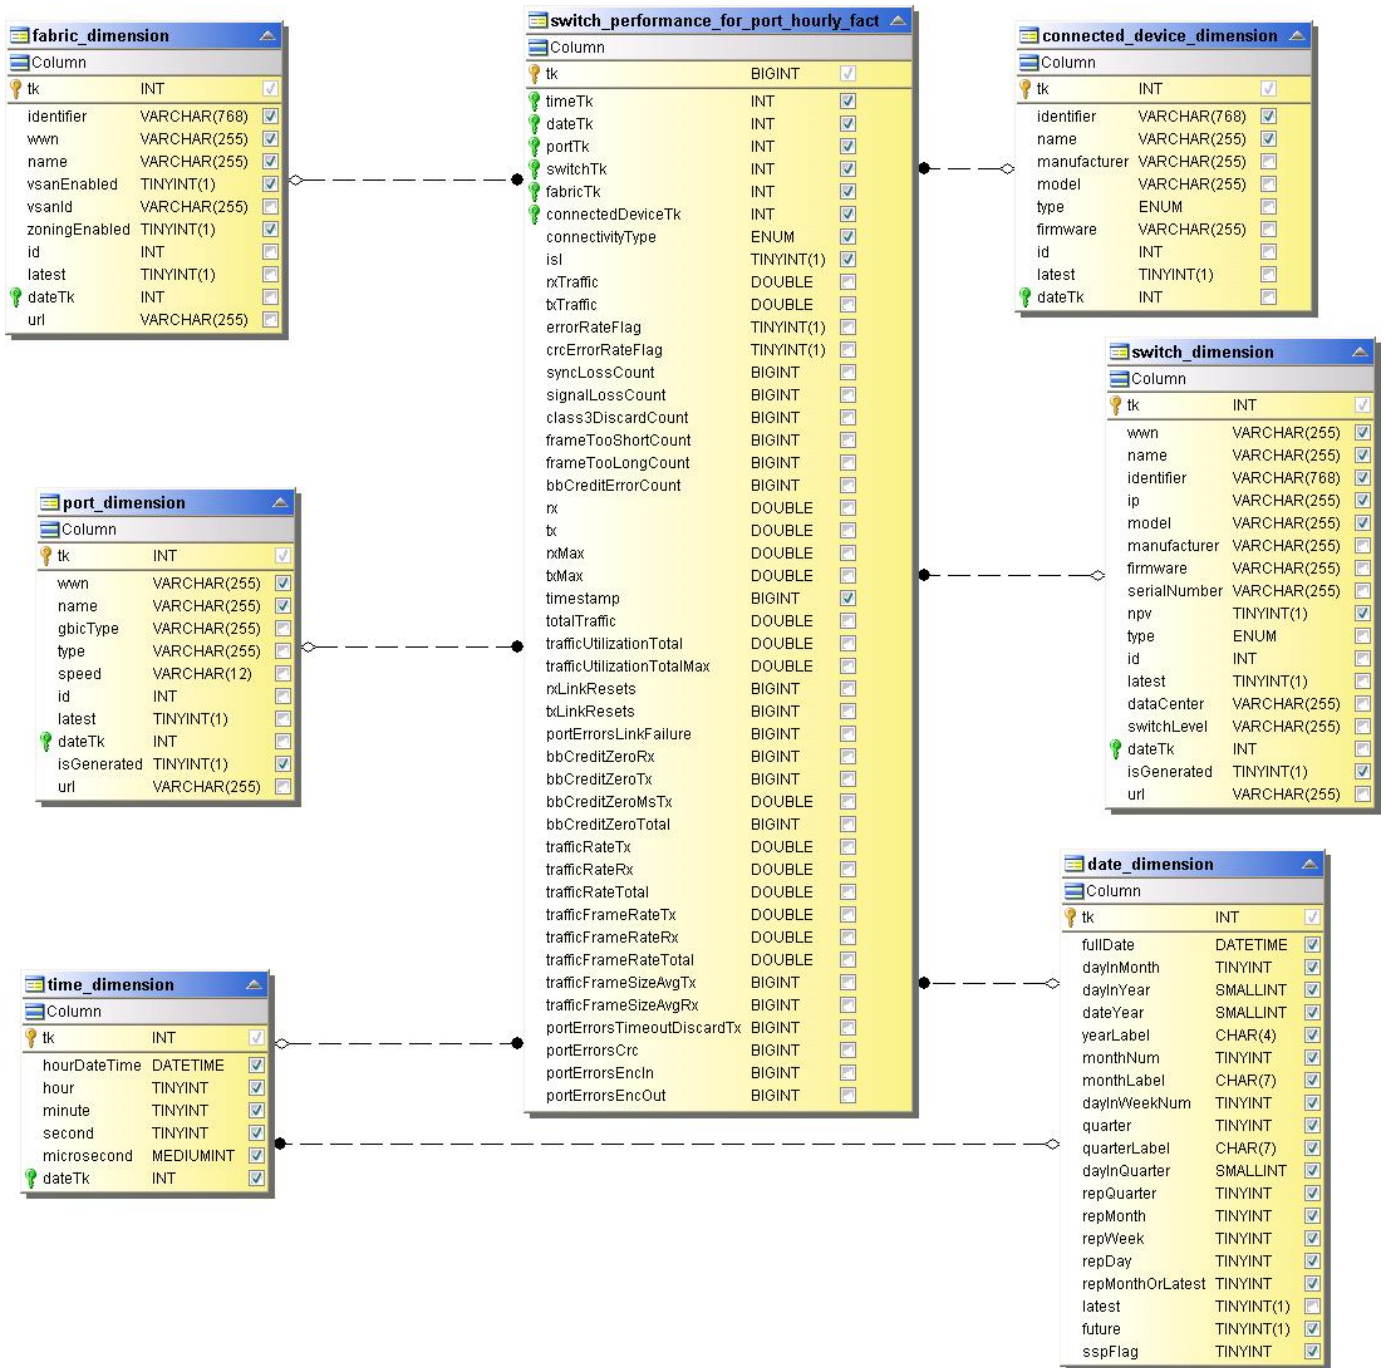 fabric_dimension
Column
tk INT
identifier VARCHAR(768)
wwn VARCHAR(255)
name VARCHAR(255)
vsanEnabled TINYINT(1)
vsanId VARCHAR(255)
zoningEnabled TINYINT(1)
id INT
latest TINYINT(1)
dateTk INT
url VARCHAR(255)
port_dimension
Column
tk INT
wwn VARCHAR(255)
name VARCHAR(255)
gbicType VARCHAR(255)
type VARCHAR(255)
speed VARCHAR(12)
id INT
latest TINYINT(1)
dateTk INT
isGenerated TINYINT(1)
url VARCHAR(255)
time_dimension
Column
tk INT
hourDateTime DATETIME
hour TINYINT
minute TINYINT
second TINYINT
microsecond MEDIUMINT
dateTk INT
switch_performance_for_port_hourly_fact
Column
tk BIGINT
timeTk INT
dateTk INT
portTk INT
switchTk INT
fabricTk INT
connectedDeviceTk INT
connectivityType ENUM
isl TINYINT(1)
rxTraffic DOUBLE
txTraffic DOUBLE
errorRateFlag TINYINT(1)
crcErrorRateFlag TINYINT(1)
syncLossCount BIGINT
signalLossCount BIGINT
class3DiscardCount BIGINT
frameTooShortCount BIGINT
frameTooLongCount BIGINT
bbCreditErrorCount BIGINT
rx DOUBLE
tx DOUBLE
rxMax DOUBLE
txMax DOUBLE
timestamp BIGINT
totalTraffic DOUBLE
trafficUtilizationTotal DOUBLE
trafficUtilizationTotalMax DOUBLE
rxLinkResets BIGINT
txLinkResets BIGINT
portErrorsLinkFailure BIGINT
bbCreditZeroRx BIGINT
bbCreditZeroTx BIGINT
bbCreditZeroMsTx DOUBLE
bbCreditZeroTotal BIGINT
trafficRateTx DOUBLE
trafficRateRx DOUBLE
trafficRateTotal DOUBLE
trafficFrameRateTx DOUBLE
trafficFrameRateRx DOUBLE
trafficFrameRateTotal DOUBLE
trafficFrameSizeAvgTx BIGINT
trafficFrameSizeAvgRx BIGINT
portErrorsTimeoutDiscardTx BIGINT
portErrorsCrc BIGINT
portErrorsEncIn BIGINT
portErrorsEncOut BIGINT
connected_device_dimension
Column
tk INT
identifier VARCHAR(768)
name VARCHAR(255)
manufacturer VARCHAR(255)
model VARCHAR(255)
type ENUM
firmware VARCHAR(255)
id INT
latest TINYINT(1)
dateTk INT
switch_dimension
Column
tk INT
wwn VARCHAR(255)
name VARCHAR(255)
identifier VARCHAR(768)
ip VARCHAR(255)
model VARCHAR(255)
manufacturer VARCHAR(255)
firmware VARCHAR(255)
serialNumber VARCHAR(255)
npv TINYINT(1)
type ENUM
id INT
latest TINYINT(1)
dataCenter VARCHAR(255)
switchLevel VARCHAR(255)
dateTk INT
isGenerated TINYINT(1)
url VARCHAR(255)
date_dimension
Column
tk INT
fullDate DATETIME
dayInMonth TINYINT
dayInYear SMALLINT
dateYear SMALLINT
yearLabel CHAR(4)
monthNum TINYINT
monthLabel CHAR(7)
dayInWeekNum TINYINT
quarter TINYINT
quarterLabel CHAR(7)
dayInQuarter SMALLINT
repQuarter TINYINT
repMonth TINYINT
repWeek TINYINT
repDay TINYINT
repMonthOrLatest TINYINT
latest TINYINT(1)
future TINYINT(1)
sspFlag TINYINT